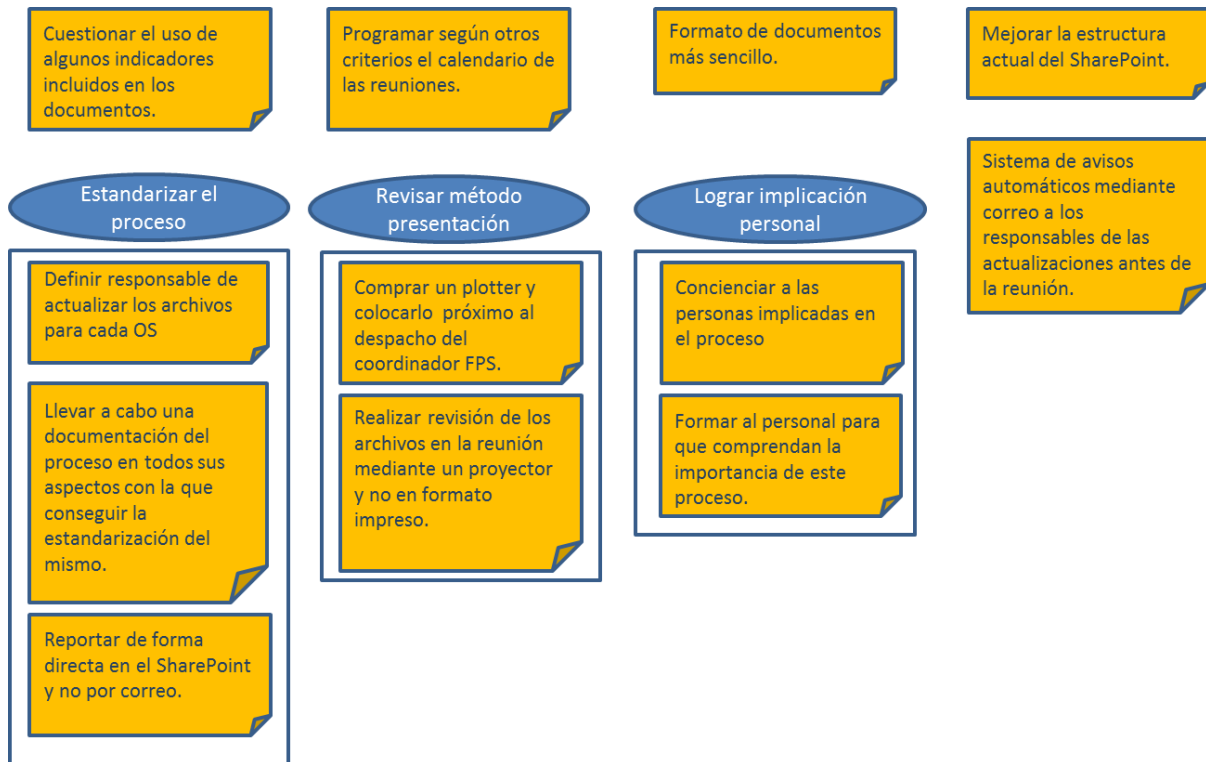 Cuestionar el uso de
algunos indicadores
incluidos en los
documentos.
Programar según otros
criterios el calendario de
las reuniones.
Formato de documentos
más sencillo.
Mejorar la estructura
actual del SharePoint.
Sistema de avisos
automáticos mediante
correo a los
responsables de las
actualizaciones antes de
la reunión.
Estandarizar el
proceso
Definir responsable de
actualizar los archivos
para cada OS
Llevar a cabo una
documentación del
proceso en todos sus
aspectos con la que
conseguir la
estandarización del
mismo.
Reportar de forma
directa en el SharePoint
y no por correo.
Revisar método
presentación
Comprar un plotter y
colocarlo próximo al
despacho del
coordinador FPS.
Realizar revisión de los
archivos en la reunión
mediante un proyector
y no en formato
impreso.
Lograr implicación
personal
Concienciar a las
personas implicadas en
el proceso
Formar al personal para
que comprendan la
importancia de este
proceso.